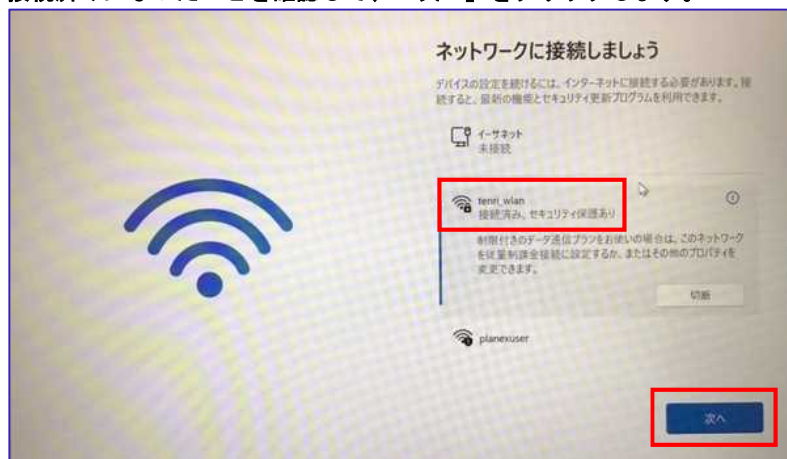 ネットワークに接続しましょう
デバイスの設定を続けるには、インターネットに接続する必要があります。接
続すると、最新の機能とセキュリティ更新プログラムを利用できます。
イーサネット
未接続
tenri_wlan
接続済み、セキュリティ保護あり
制限付きのデータ通信プランをお使いの場合は、このネットワーク
を従量制課金接続に設定するか、またはその他のプロパティを
変更できます。
切断
planexuser
次へ